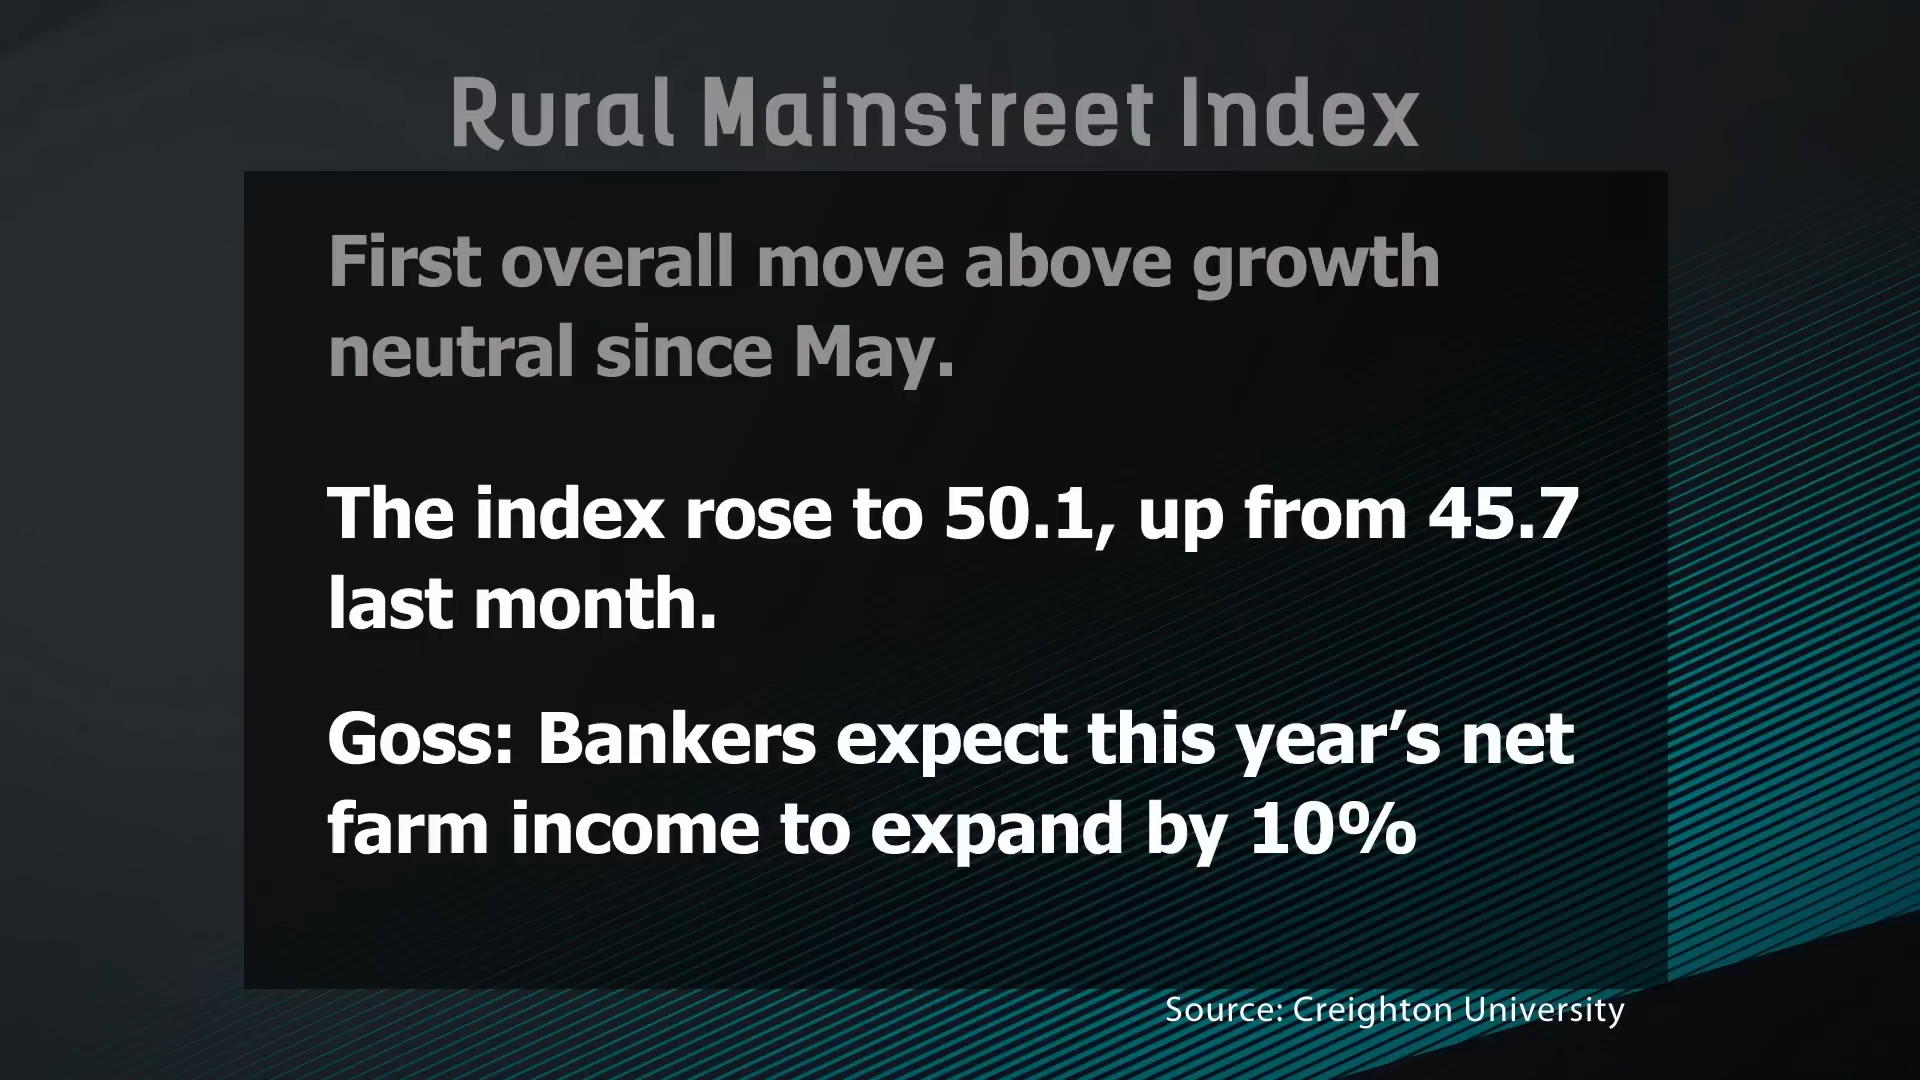 Rural Mainstreet Index
First overall move above growth
neutral since May.
The index rose to 50.1, up from 45.7
last month.
Goss: Bankers expect this year’s net
farm income to expand by 10%
Source: Creighton University